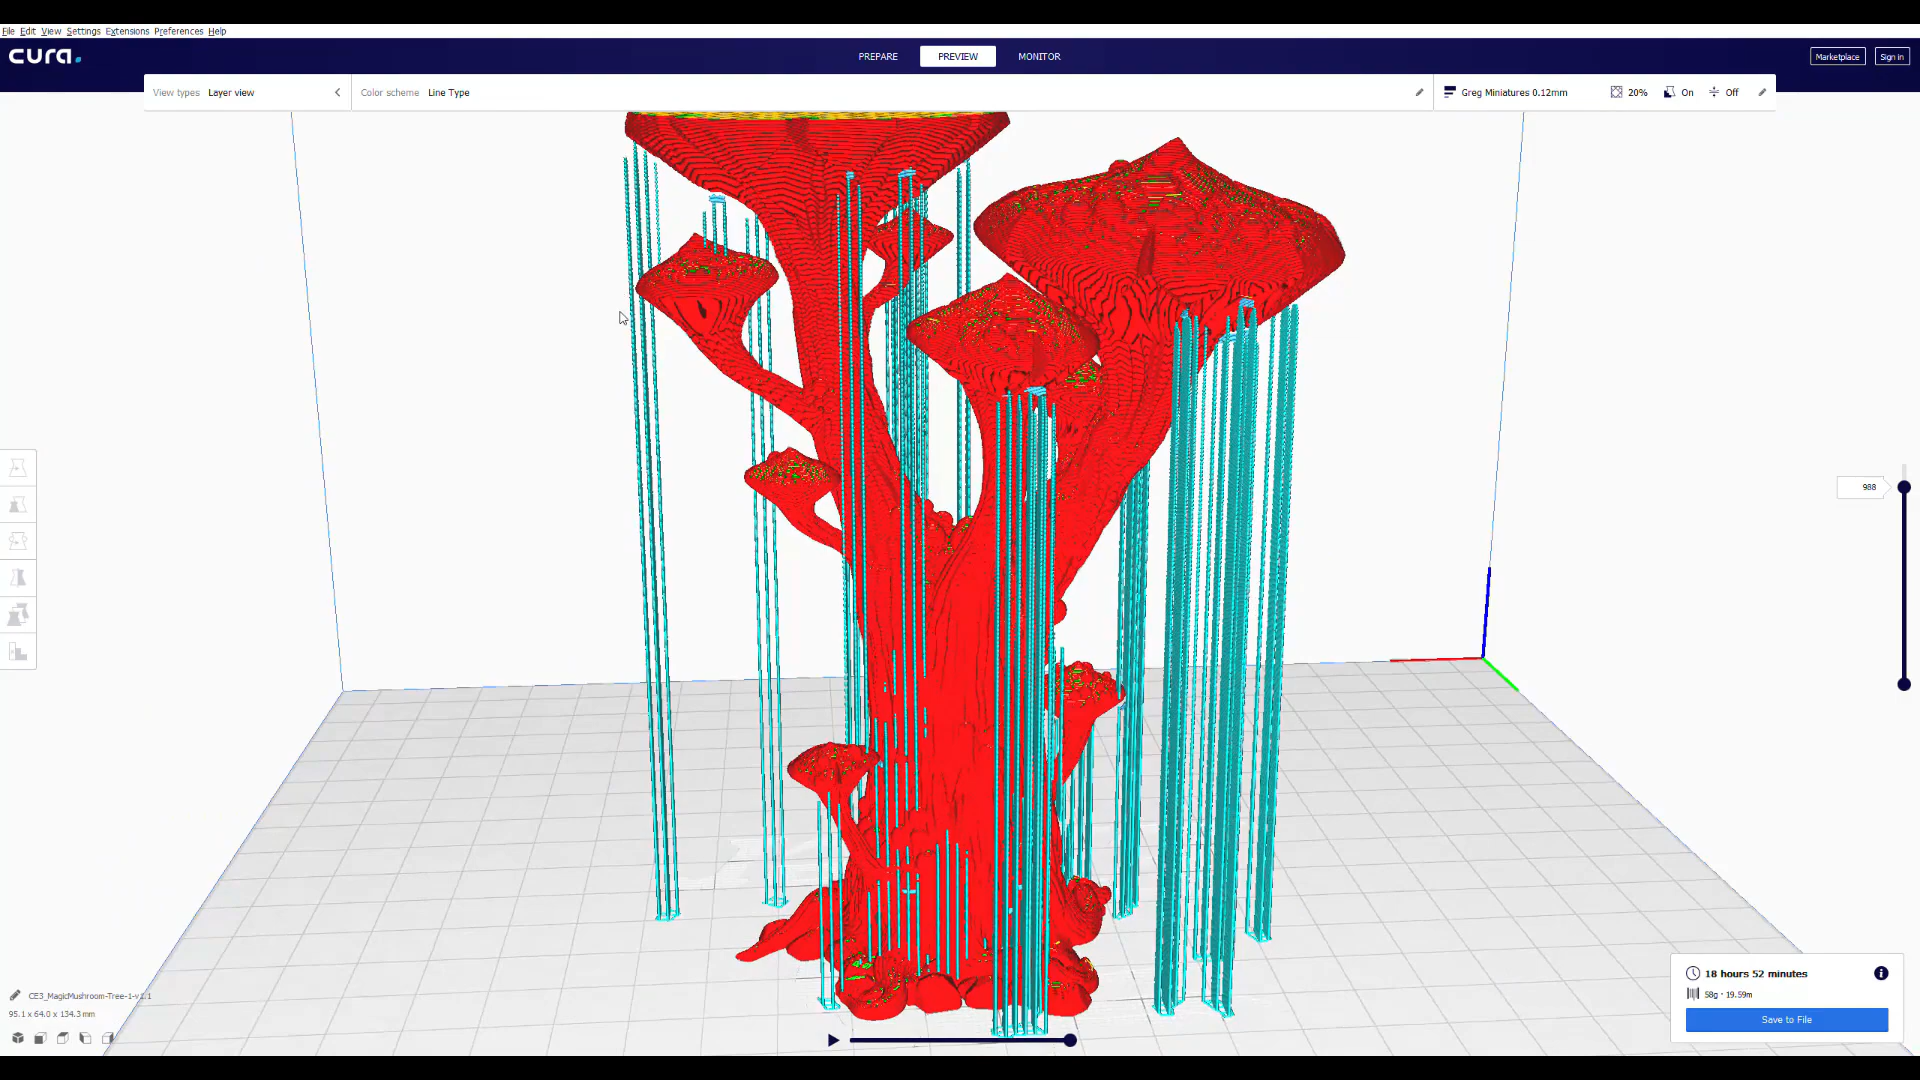 File Edit View Settings Extensions Preferences Help
cura.
PREPARE PREVIEW MONITOR
Marketplace Sign in
View types Layer view
Color scheme Line Type
Greg Miniatures 0.12mm 20% On Off
988
18 hours 52 minutes
58g · 19.59m
Save to File
CE3_MagicMushroom-Tree-1-v1.1
95.1 x 64.0 x 134.3 mm